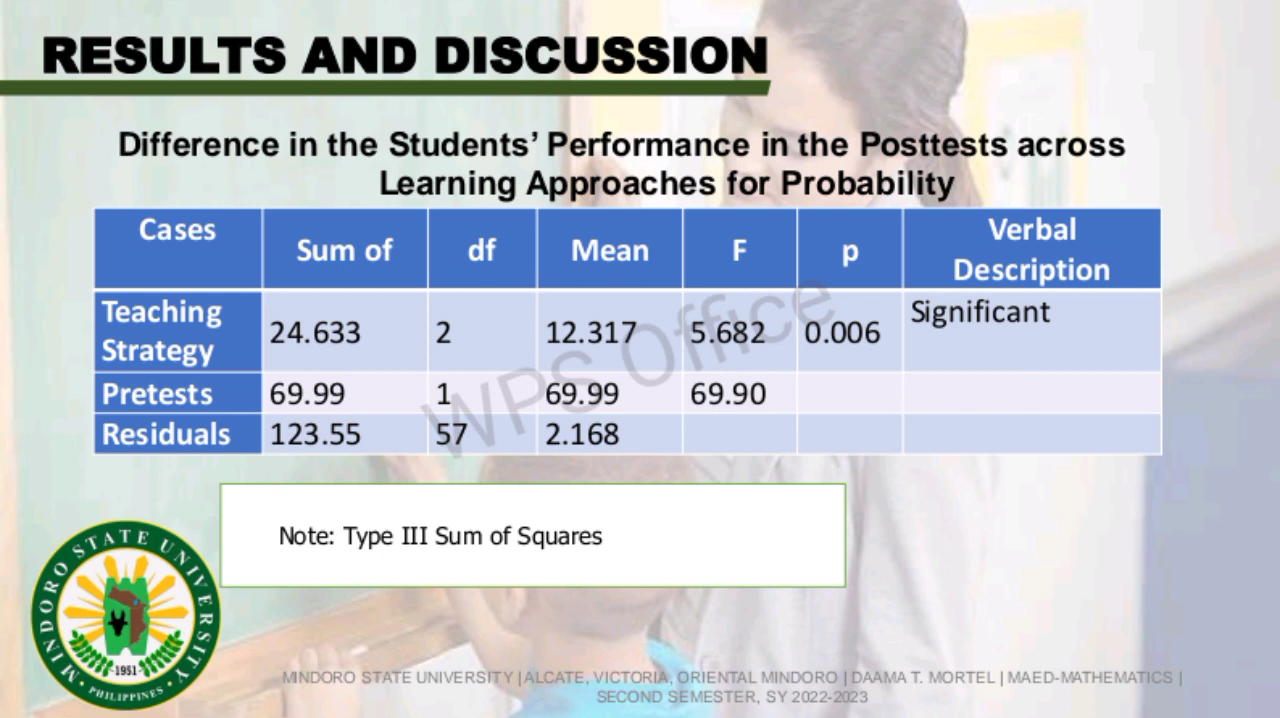 RESULTS AND DISCUSSION
Difference in the Students’ Performance in the Posttests across
Learning Approaches for Probability
Cases Sum of df Mean F p Verbal Description
Teaching Strategy 24.633 2 12.317 5.682 0.006 Significant
Pretests 69.99 1 69.99 69.90
Residuals 123.55 57 2.168
WPS Office
Note: Type III Sum of Squares
MINDORO STATE UNIVERSITY
1951
PHILIPPINES
MINDORO STATE UNIVERSITY | ALCATE, VICTORIA, ORIENTAL MINDORO | DAAMA T. MORTEL | MAED-MATHEMATICS |
SECOND SEMESTER, SY 2022-2023